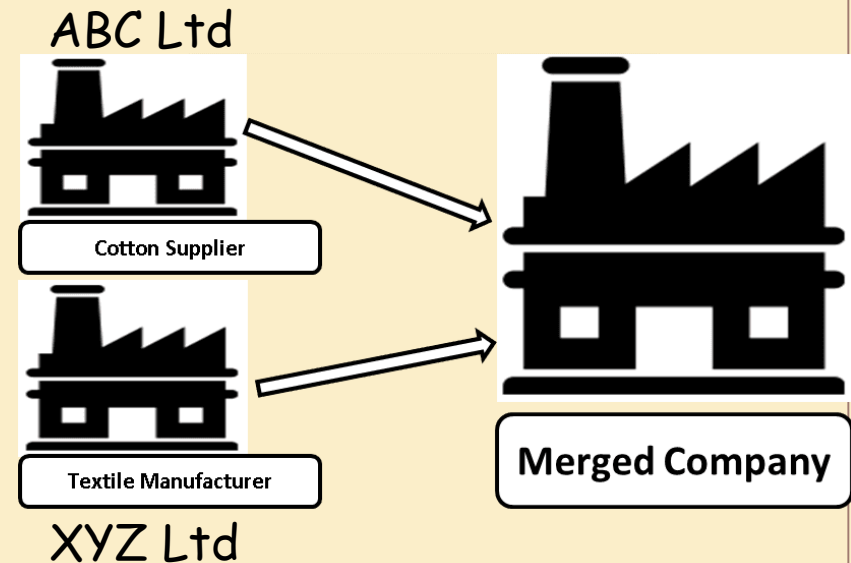 ABC Ltd
Cotton Supplier
Textile Manufacturer
XYZ Ltd
Merged Company